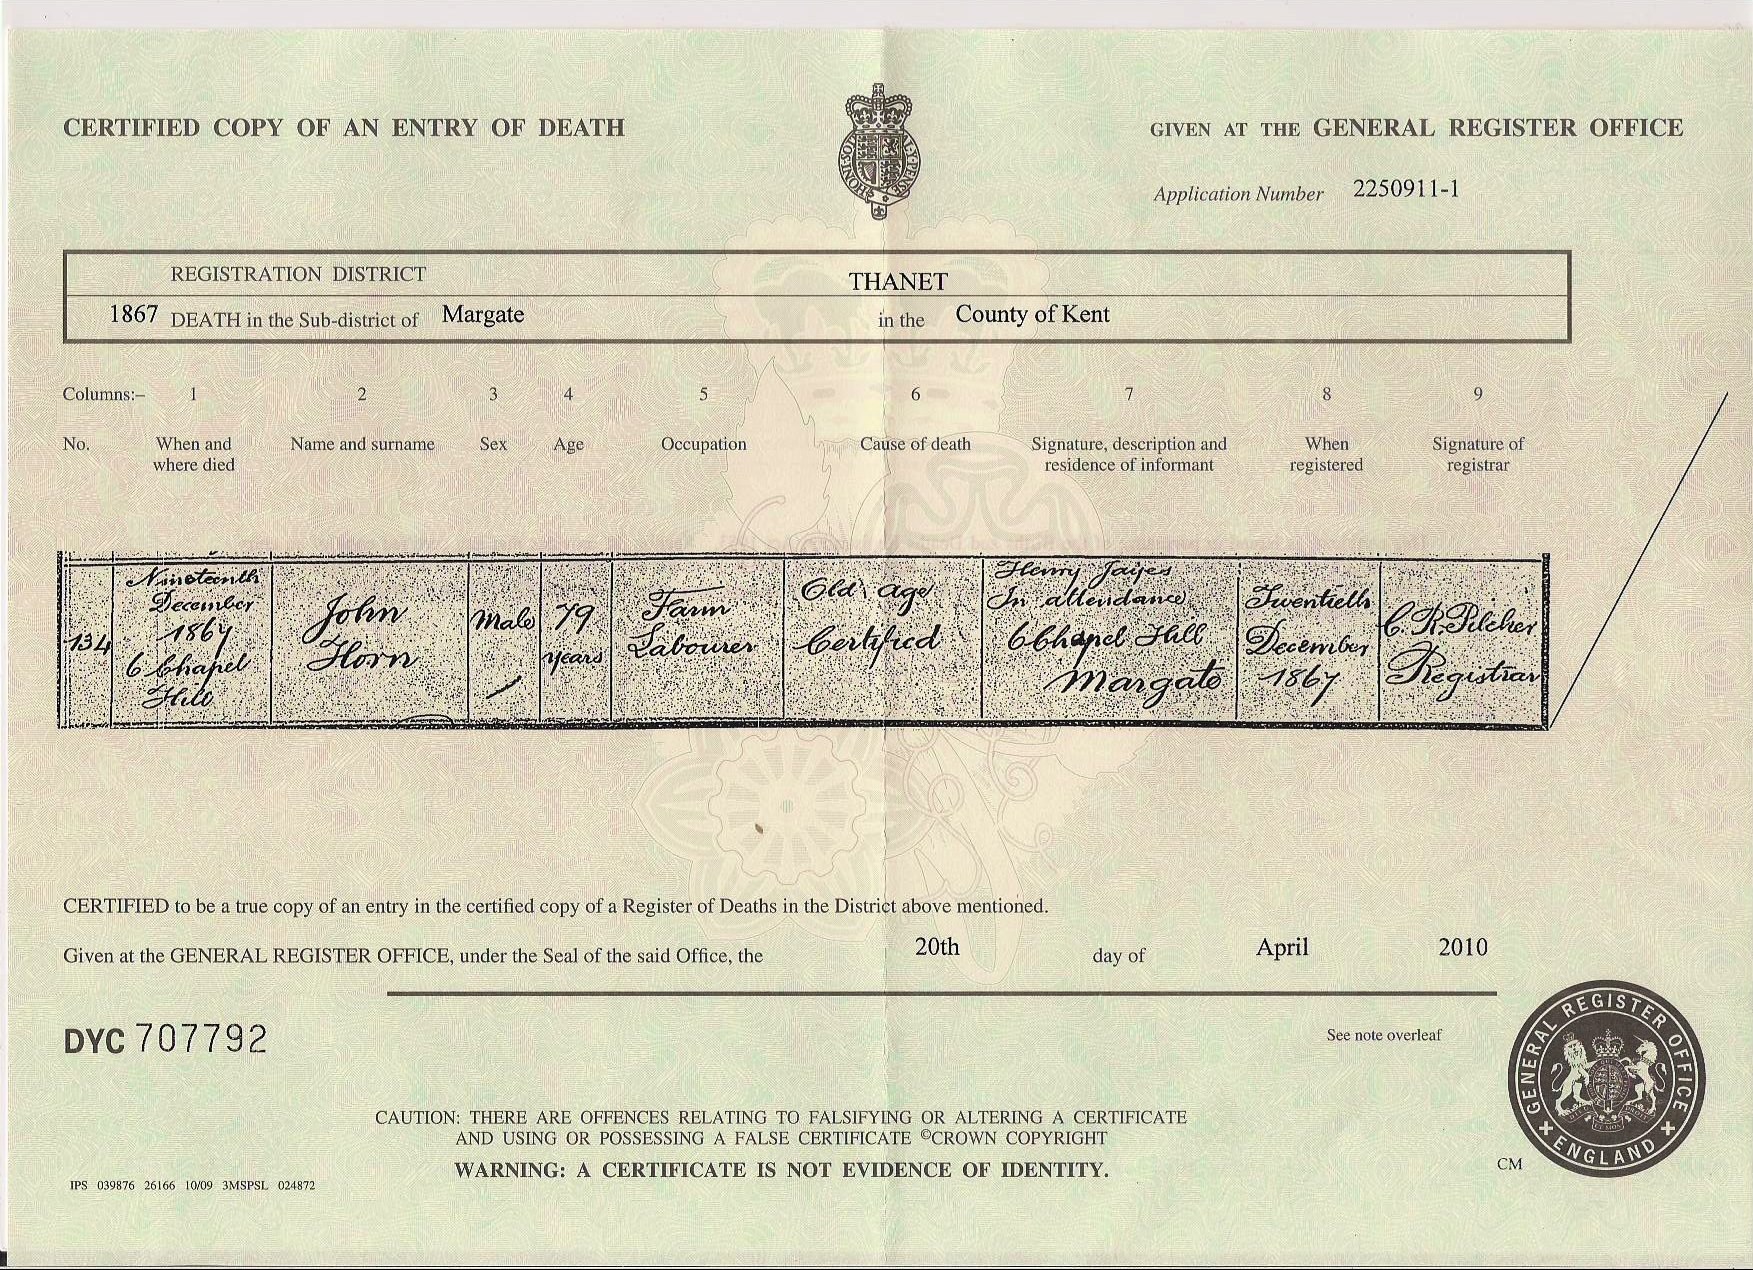 CERTIFIED COPY OF AN ENTRY OF DEATH
GIVEN AT THE GENERAL REGISTER OFFICE
Application Number 2250911-1
REGISTRATION DISTRICT THANET
1867 DEATH in the Sub-district of Margate in the County of Kent
Columns:– 1 2 3 4 5 6 7 8 9
No. When and where died Name and surname Sex Age Occupation Cause of death Signature, description and residence of informant When registered Signature of registrar
134
Nineteenth
December
1867
6 Chapel
Hill
John
Horn
Male
79
years
Farm
Labourer
Old age
Certified
Henry
In attendance
6 Chapel Hill
Margate
Twentieth
December
1867
C. R. Pilcher
Registrar
CERTIFIED to be a true copy of an entry in the certified copy of a Register of Deaths in the District above mentioned.
Given at the GENERAL REGISTER OFFICE, under the Seal of the said Office, the 20th day of April 2010
DYC 707792
See note overleaf
GENERAL REGISTER OFFICE
ENGLAND
CAUTION: THERE ARE OFFENCES RELATING TO FALSIFYING OR ALTERING A CERTIFICATE
AND USING OR POSSESSING A FALSE CERTIFICATE ©CROWN COPYRIGHT
WARNING: A CERTIFICATE IS NOT EVIDENCE OF IDENTITY.
CM
IPS 039876 26166 10/09 3MSPSL 024872